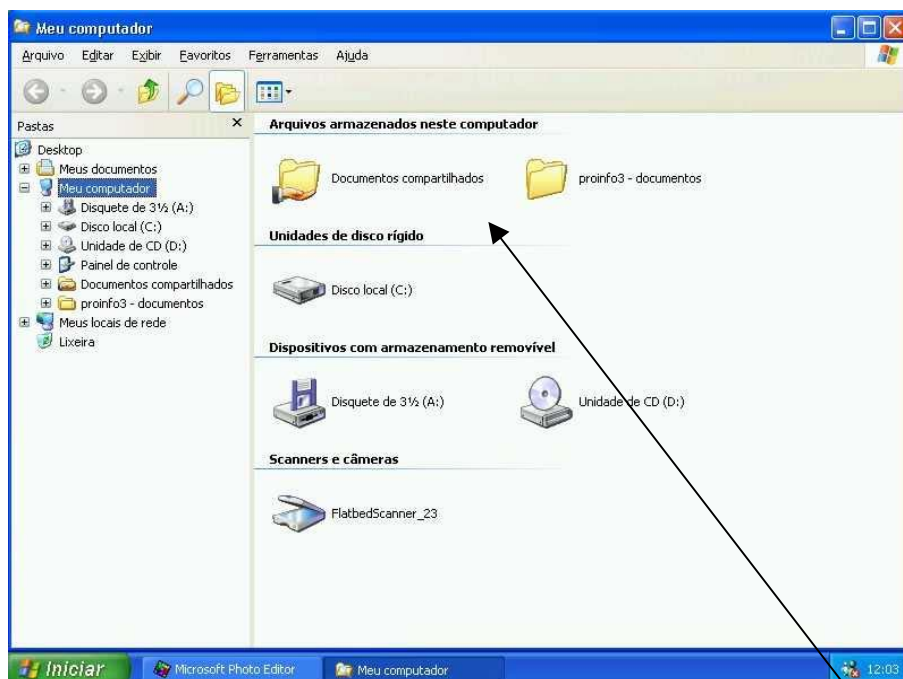 Meu computador
Arquivo Editar Exibir Favoritos Ferramentas Ajuda
Pastas
Desktop
Meus documentos
Meu computador
Disquete de 3½ (A:)
Disco local (C:)
Unidade de CD (D:)
Painel de controle
Documentos compartilhados
proinfo3 - documentos
Meus locais de rede
Lixeira
Arquivos armazenados neste computador
Documentos compartilhados
proinfo3 - documentos
Unidades de disco rígido
Disco local (C:)
Dispositivos com armazenamento removível
Disquete de 3½ (A:)
Unidade de CD (D:)
Scanners e câmeras
FlatbedScanner_23
Iniciar
Microsoft Photo Editor
Meu computador
12:03